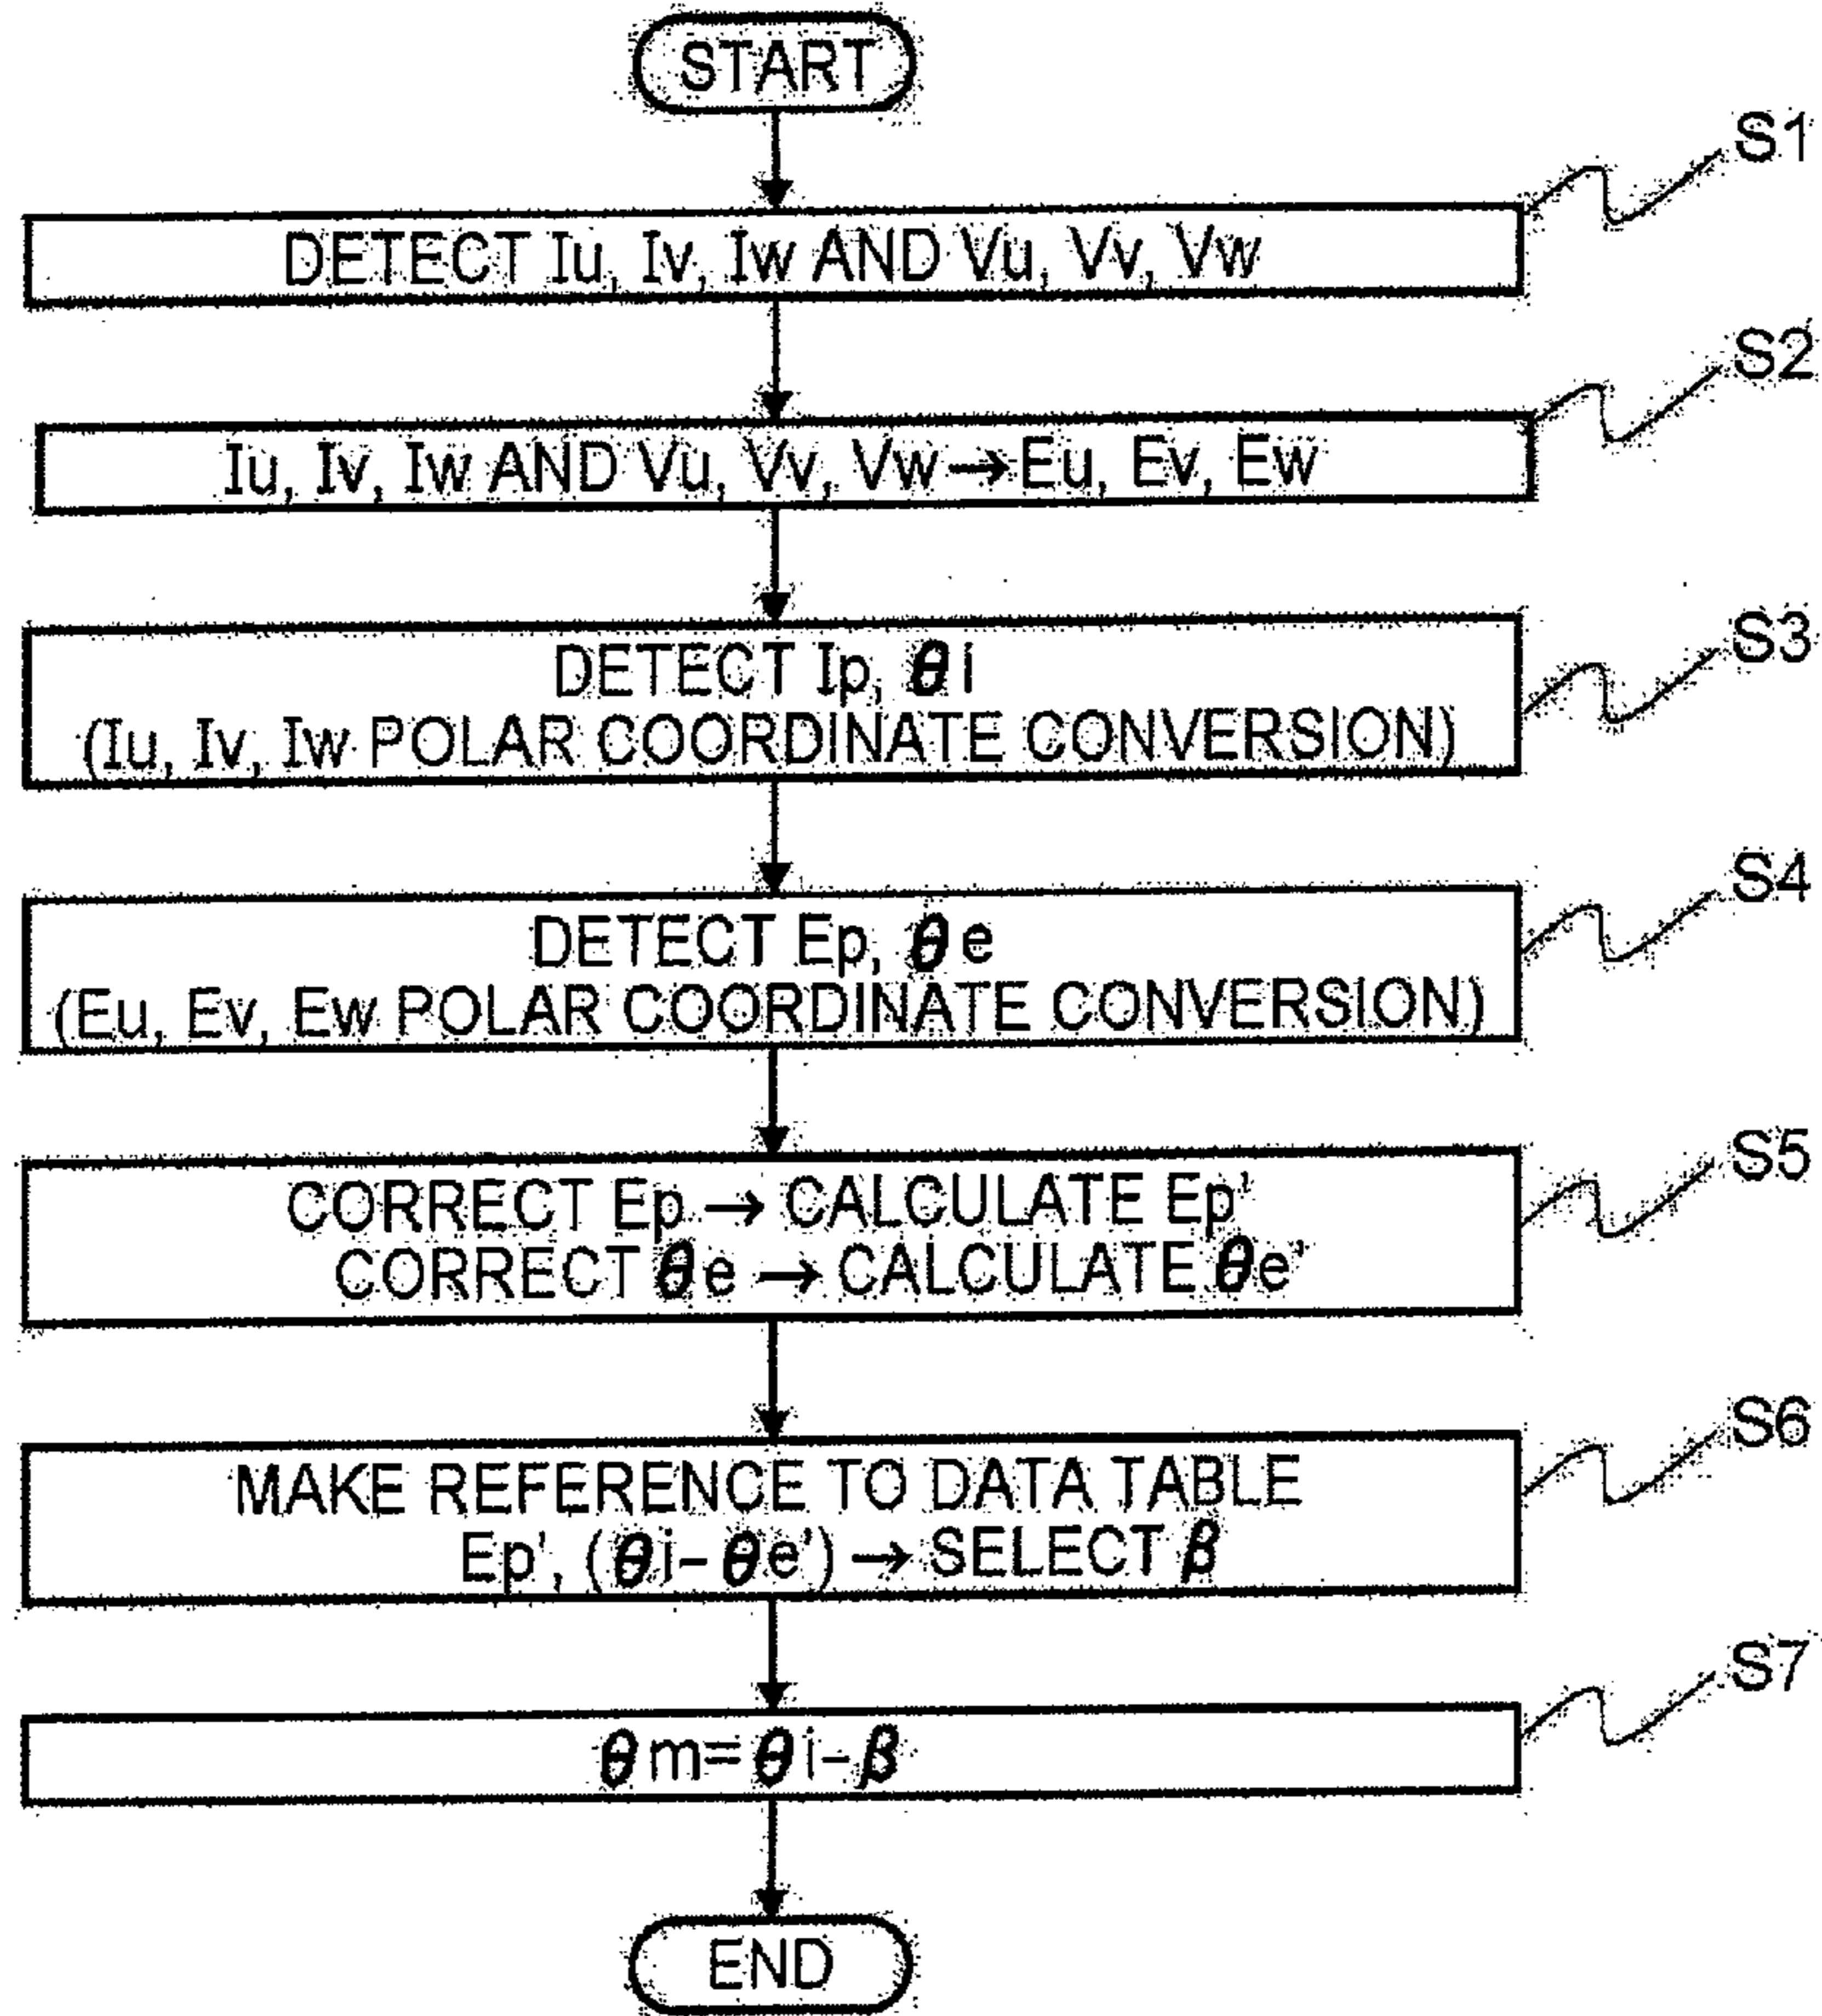 START
S1
DETECT Iu, Iv, Iw AND Vu, Vv, Vw
S2
Iu, Iv, Iw AND Vu, Vv, Vw→Eu, Ev, Ew
S3
DETECT Ip, θi
(Iu, Iv, Iw POLAR COORDINATE CONVERSION)
S4
DETECT Ep, θe
(Eu, Ev, Ew POLAR COORDINATE CONVERSION)
S5
CORRECT Ep → CALCULATE Ep'
CORRECT θe → CALCULATE θe'
S6
MAKE REFERENCE TO DATA TABLE
Ep', (θi-θe') → SELECT β
S7
θm=θi-β
END